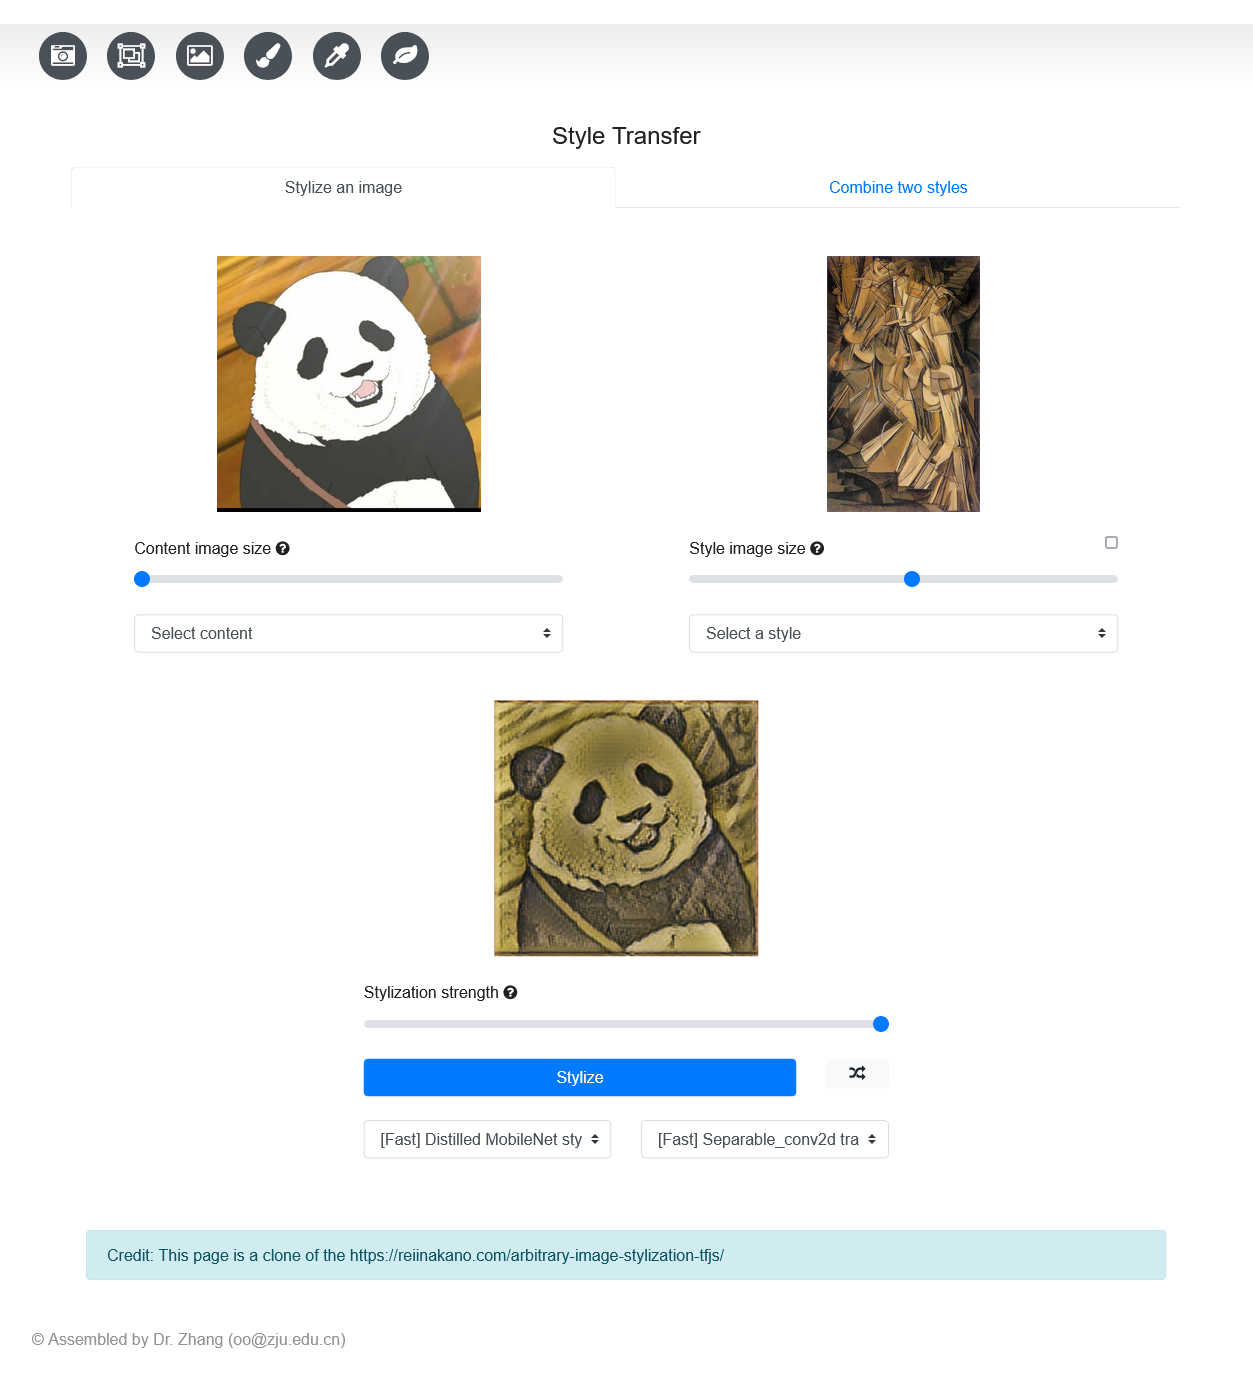 Style Transfer
Stylize an image
Combine two styles
Content image size
Style image size
Select content
Select a style
Stylization strength
Stylize
[Fast] Distilled MobileNet sty
[Fast] Separable_conv2d tra
Credit: This page is a clone of the https://reiinakano.com/arbitrary-image-stylization-tfjs/
© Assembled by Dr. Zhang (oo@zju.edu.cn)